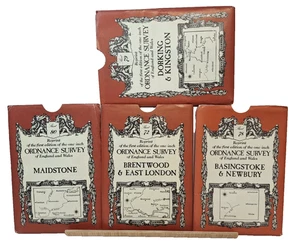 Reprint
of the first edition of the one-inch
ORDNANCE SURVEY
of England and Wales
DORKING
& KINGSTON
80
Reprint
of the first edition of the one-inch
ORDNANCE SURVEY
of England and Wales
MAIDSTONE
71
Reprint
of the first edition of the one-inch
ORDNANCE SURVEY
of England and Wales
BRENTWOOD
& EAST LONDON
Reprint
of the first edition of the one-inch
ORDNANCE SURVEY
of England and Wales
BASINGSTOKE
& NEWBURY